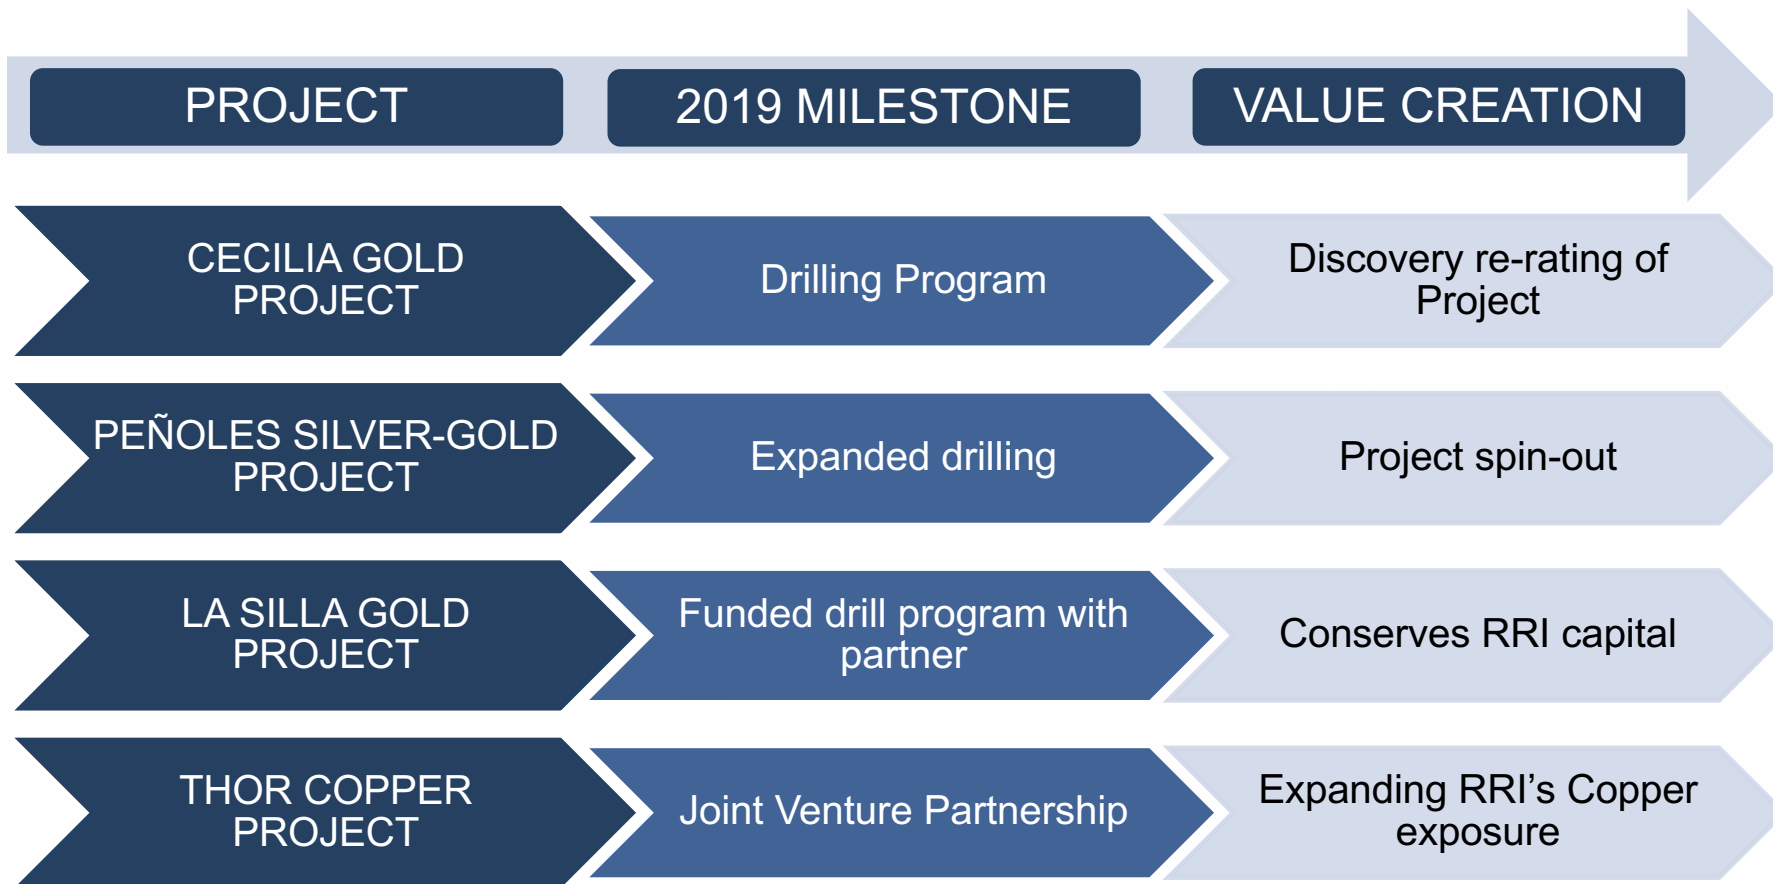 PROJECT
2019 MILESTONE
VALUE CREATION
CECILIA GOLD
PROJECT
Drilling Program
Discovery re-rating of
Project
PEÑOLES SILVER-GOLD
PROJECT
Expanded drilling
Project spin-out
LA SILLA GOLD
PROJECT
Funded drill program with
partner
Conserves RRI capital
THOR COPPER
PROJECT
Joint Venture Partnership
Expanding RRI’s Copper
exposure